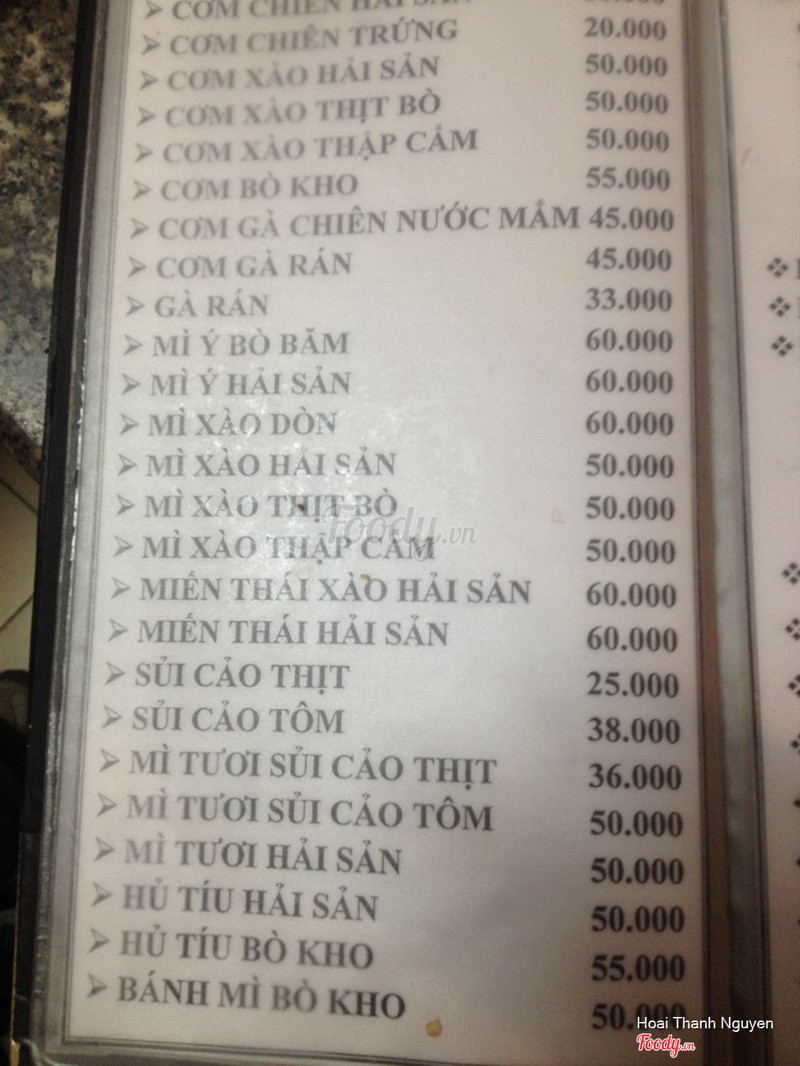 CƠM CHIÊN HẢI SẢN
CƠM CHIÊN TRỨNG 20.000
CƠM XÀO HẢI SẢN 50.000
CƠM XÀO THỊT BÒ 50.000
CƠM XÀO THẬP CẨM 50.000
CƠM BÒ KHO 55.000
CƠM GÀ CHIÊN NƯỚC MẮM 45.000
CƠM GÀ RÁN 45.000
GÀ RÁN 33.000
MÌ Ý BÒ BĂM 60.000
MÌ Ý HẢI SẢN 60.000
MÌ XÀO DÒN 60.000
MÌ XÀO HẢI SẢN 50.000
MÌ XÀO THỊT BÒ 50.000
Foody.vn
MÌ XÀO THẬP CẨM 50.000
MIẾN THÁI XÀO HẢI SẢN 60.000
MIẾN THÁI HẢI SẢN 60.000
SỦI CẢO THỊT 25.000
SỦI CẢO TÔM 38.000
MÌ TƯƠI SỦI CẢO THỊT 36.000
MÌ TƯƠI SỦI CẢO TÔM 50.000
MÌ TƯƠI HẢI SẢN 50.000
HỦ TÍU HẢI SẢN 50.000
HỦ TÍU BÒ KHO 55.000
BÁNH MÌ BÒ KHO 50.
Hoai Thanh Nguyen
Foody.vn